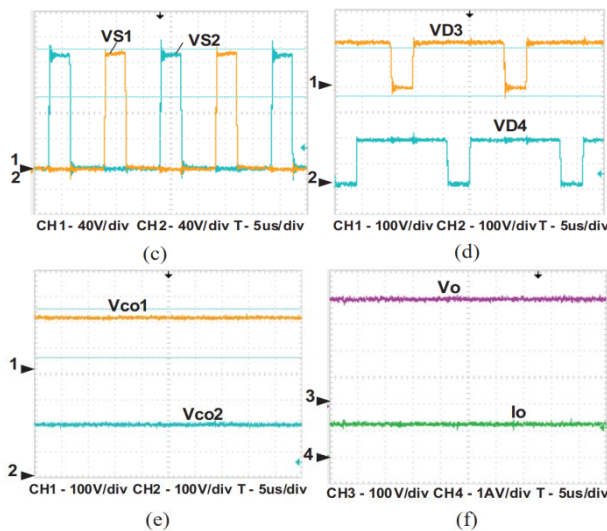 VS1 VS2
1
2
CH1 - 40V/div CH2 - 40V/div T - 5us/div
(c)
VD3
1
VD4
2
CH1 - 100V/div CH2 - 100V/div T - 5us/div
(d)
Vco1
1
Vco2
2
CH1 - 100V/div CH2 - 100V/div T - 5us/div
(e)
Vo
3
Io
4
CH3 - 100V/div CH4 - 1AV/div T - 5us/div
(f)